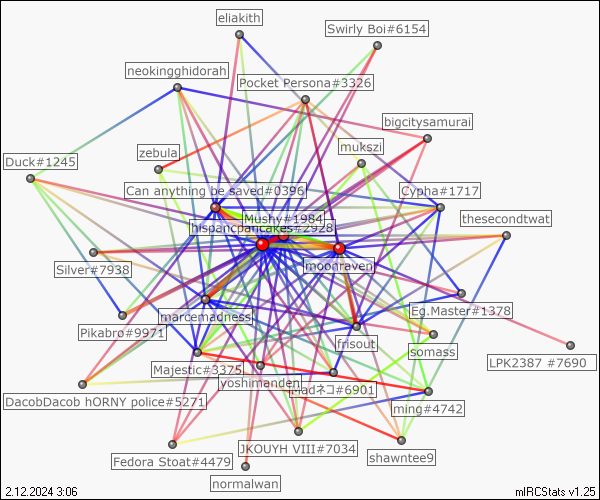 eliakith
Swirly Boi#6154
neokingghidorah
Pocket Persona#3326
bigcitysamurai
mukszi
zebula
Duck#1245
Can anything be saved#0396
Cypha#1717
Mushy#1984
thesecondtwat
hispancpancakes#2928
moonraven
Silver#7938
Eg.Master#1378
marcemadness
Pikabro#9971
frisout
somass
LPK2387 #7690
Majestic#3375
yoshimanden
madネコ#6901
DacobDacob hORNY police#5271
ming#4742
JKOUYH VIII#7034
shawntee9
Fedora Stoat#4479
normalwan
2.12.2024 3:06
mIRCStats v1.25